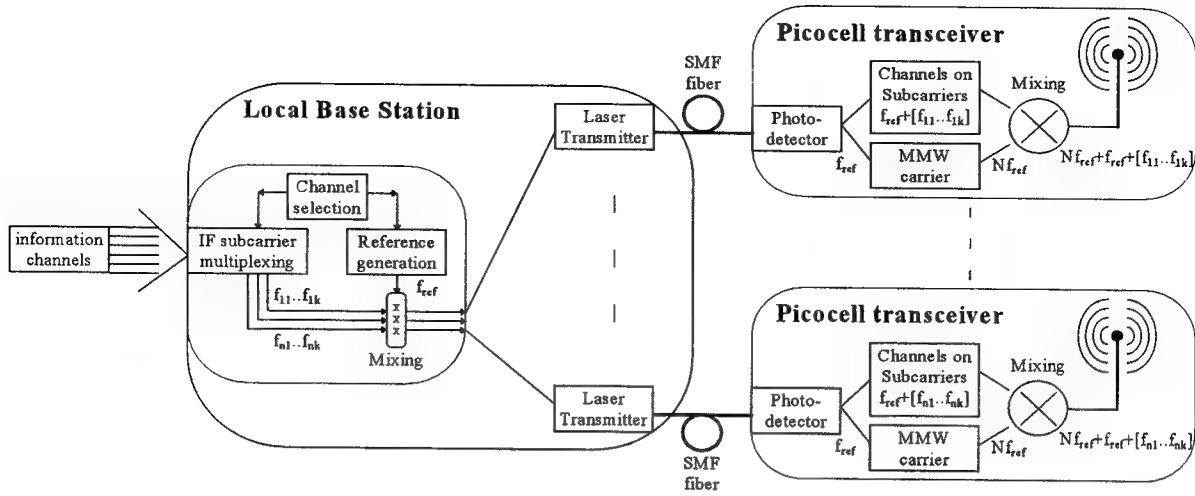 Local Base Station
information
channels
Channel
selection
IF subcarrier
multiplexing
Reference
generation
f11..f1k
fref
fn1..fnk
x
x
x
Mixing
Laser
Transmitter
Laser
Transmitter
SMF
fiber
SMF
fiber
Picocell transceiver
Photo-
detector
Channels on
Subcarriers
fref+[f11..f1k]
fref
MMW
carrier
Mixing
Nfref
Nfref+fref+[f11..f1k]
Picocell transceiver
Photo-
detector
Channels on
Subcarriers
fref+[fn1..fnk]
fref
MMW
carrier
Mixing
Nfref
Nfref+fref+[fn1..fnk]